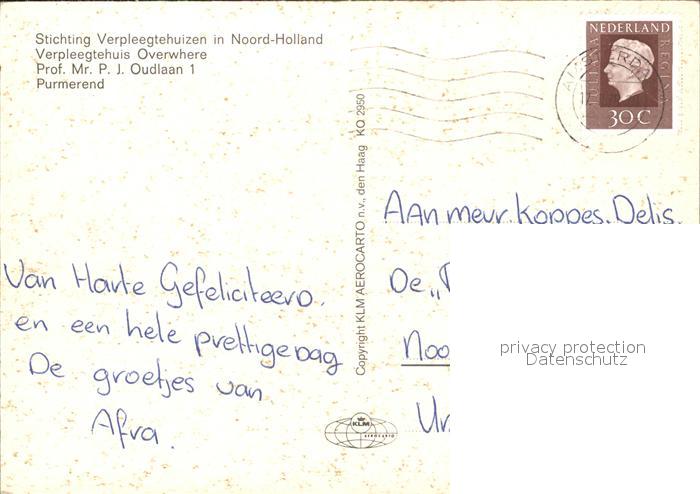 Stichting Verpleegtehuizen in Noord-Holland
Verpleegtehuis Overwhere
Prof. Mr. P. J. Oudlaan 1
Purmerend
NEDERLAND
JULIANA REGINA
30 C
Copyright KLM AEROCARTO n.v., den Haag KO 2950
Aan mevr. Koppes. Delis.
De „
Noo
Van Harte Gefeliciteerd.
en een hele prettige dag
De groetjes van
Afra.
KLM
AEROCARTO
privacy protection
Datenschutz